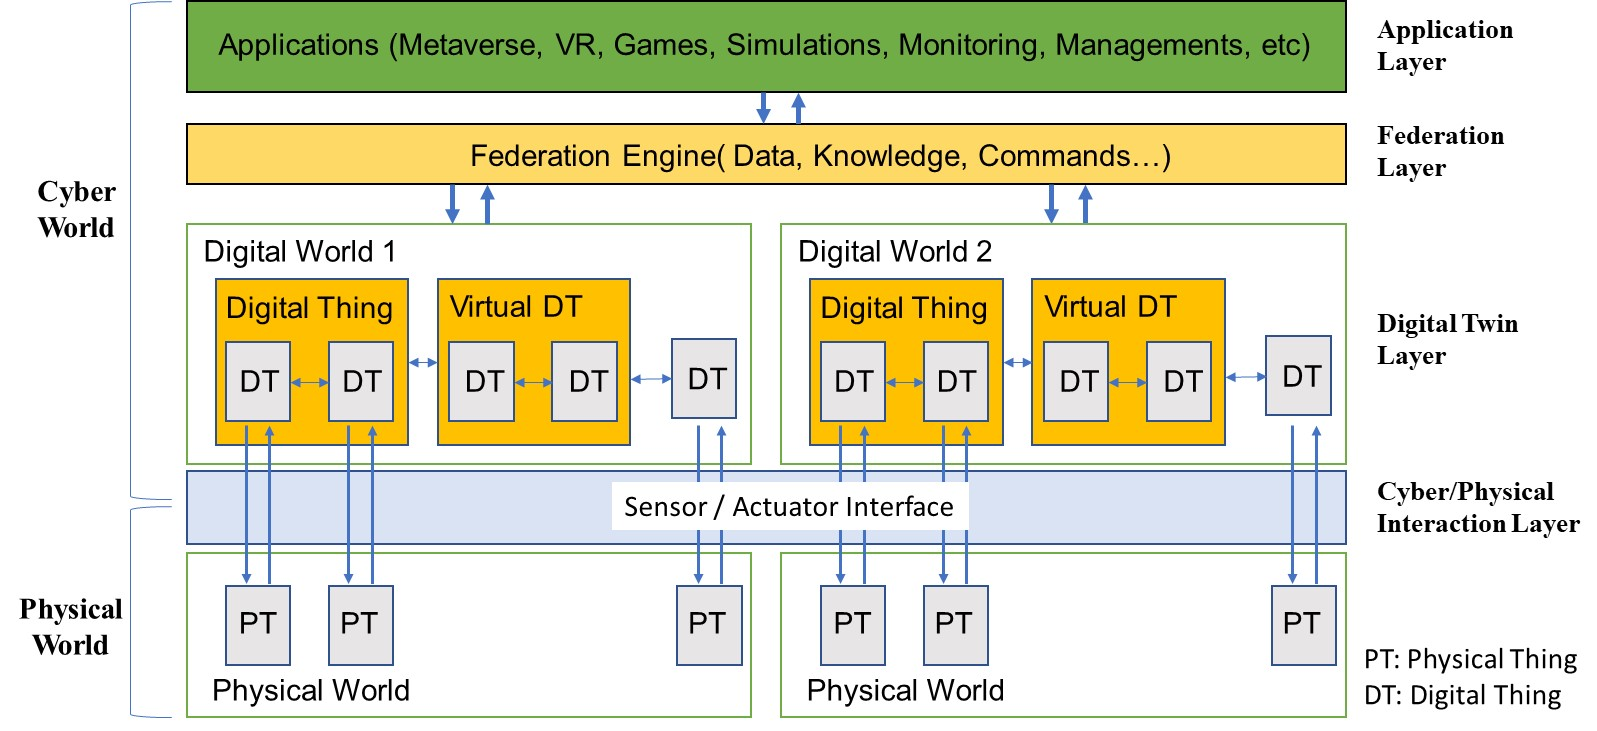 Applications (Metaverse, VR, Games, Simulations, Monitoring, Managements, etc)
Application
Layer
Federation Engine( Data, Knowledge, Commands…)
Federation
Layer
Cyber
World
Digital World 1
Digital Thing
Virtual DT
DT
DT
DT
DT
DT
Digital World 2
Digital Thing
Virtual DT
DT
DT
DT
DT
DT
Digital Twin
Layer
Sensor / Actuator Interface
Cyber/Physical
Interaction Layer
Physical
World
PT
PT
PT
Physical World
PT
PT
PT
Physical World
PT: Physical Thing
DT: Digital Thing